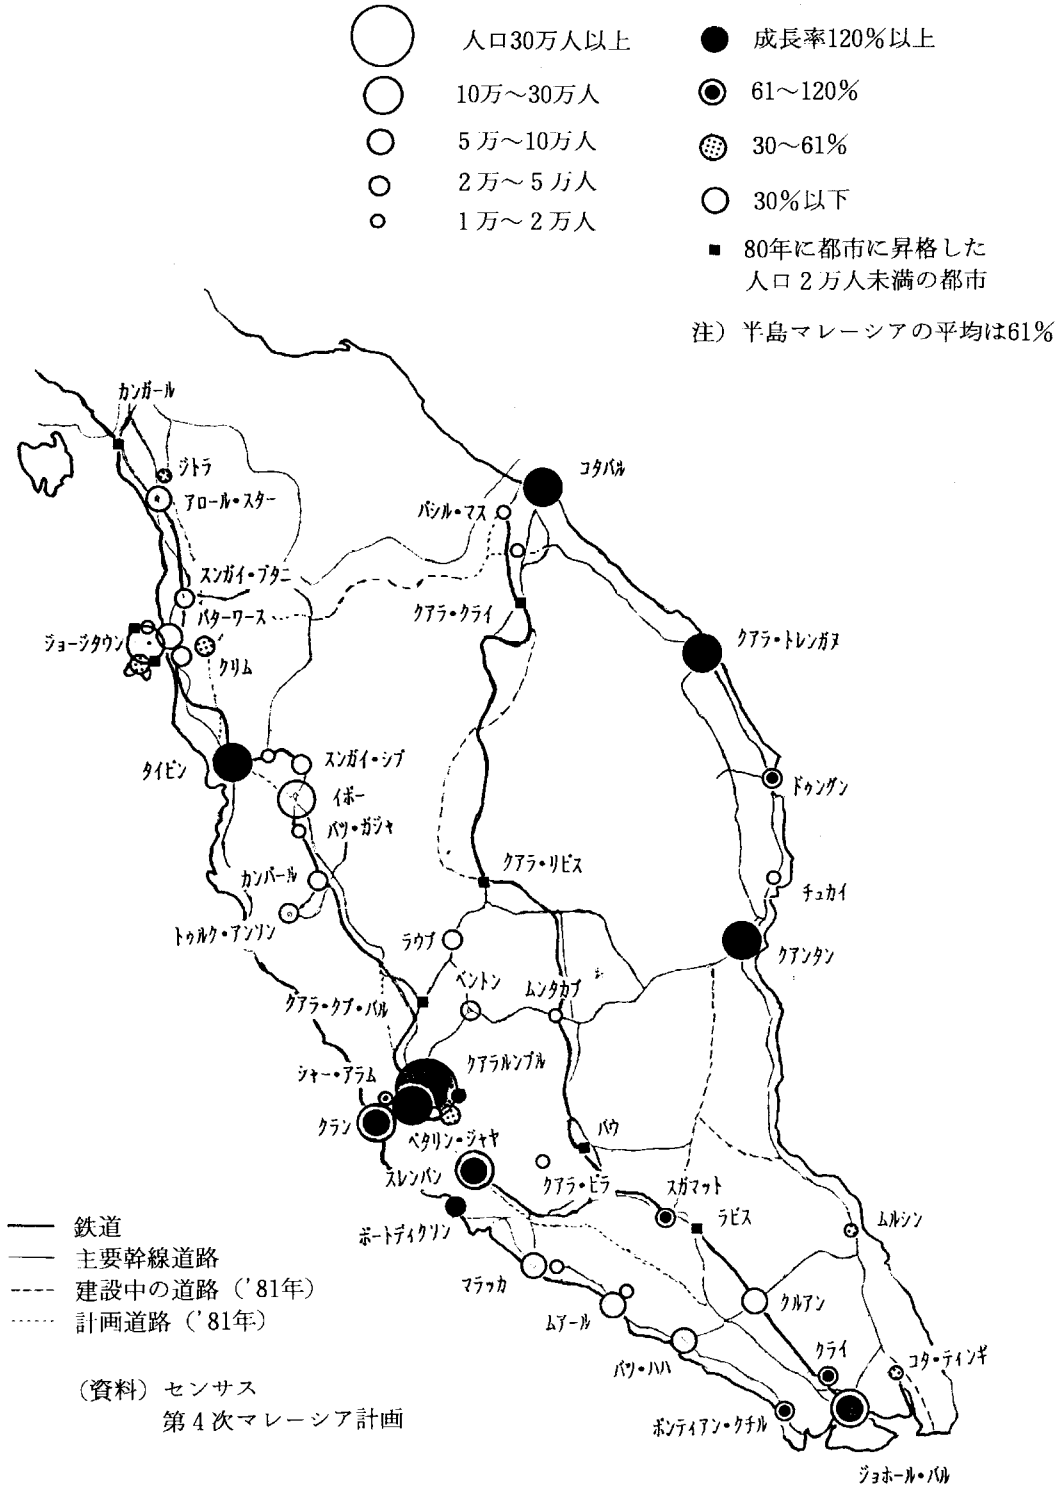 人口30万人以上
10万〜30万人
5万〜10万人
2万〜5万人
1万〜2万人
成長率120%以上
61〜120%
30〜61%
30%以下
80年に都市に昇格した
人口2万人未満の都市
注）半島マレーシアの平均は61%
カンガール
ジトラ
アロール・スター
コタバル
パシル・マス
スンガイ・プタニ
バターワース
クアラ・クライ
ジョージタウン
クリム
クアラ・トレンガヌ
タイピン
スンガイ・シプ
イポー
バツ・ガジャ
ドゥンガン
カンパール
クアラ・リピス
チュカイ
トゥルク・アンソン
ラウブ
クアンタン
ベントン
ムンタカブ
クアラ・クブ・バル
クアラルンプル
シャー・アラム
クラン
ペタリン・ジャヤ
バウ
スレンバン
クアラ・ピラ
スガマット
ラビス
ムルシン
ポートディクソン
マラッカ
ムアール
クルアン
バツ・ハハ
クライ
コタ・ティンギ
ポンティアン・クチル
ジョホール・バル
鉄道
主要幹線道路
建設中の道路（'81年）
計画道路（'81年）
（資料）センサス
第4次マレーシア計画